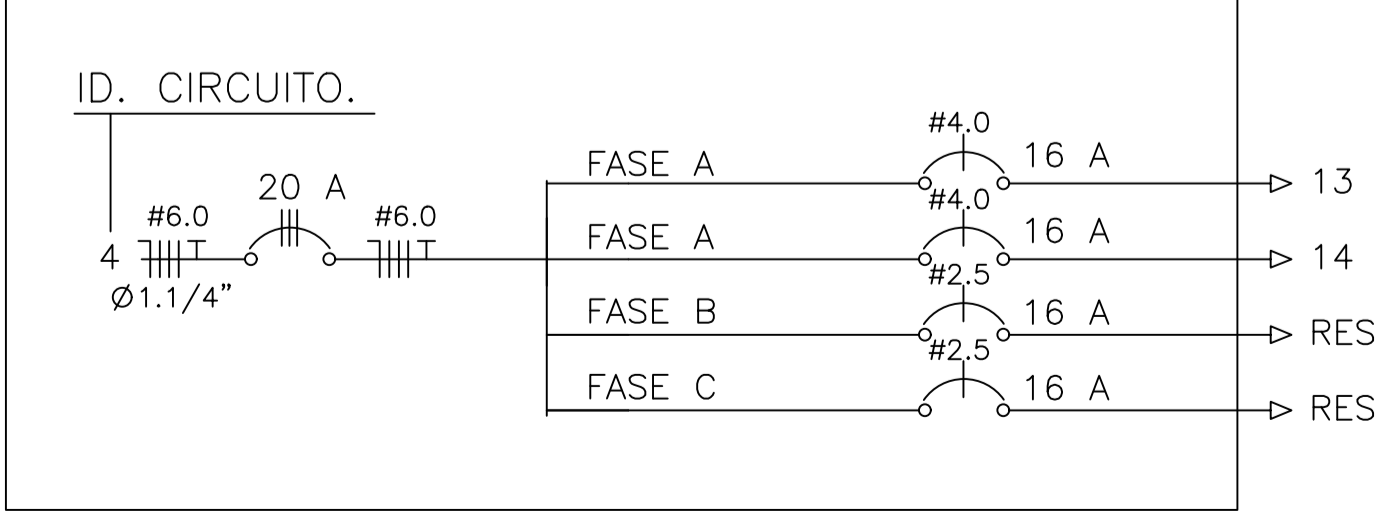 ID. CIRCUITO.
20 A
#6.0
#6.0
4
Ø1.1/4”
FASE A
#4.0
16 A
13
FASE A
#4.0
16 A
14
FASE B
#2.5
16 A
RES
FASE C
#2.5
16 A
RES